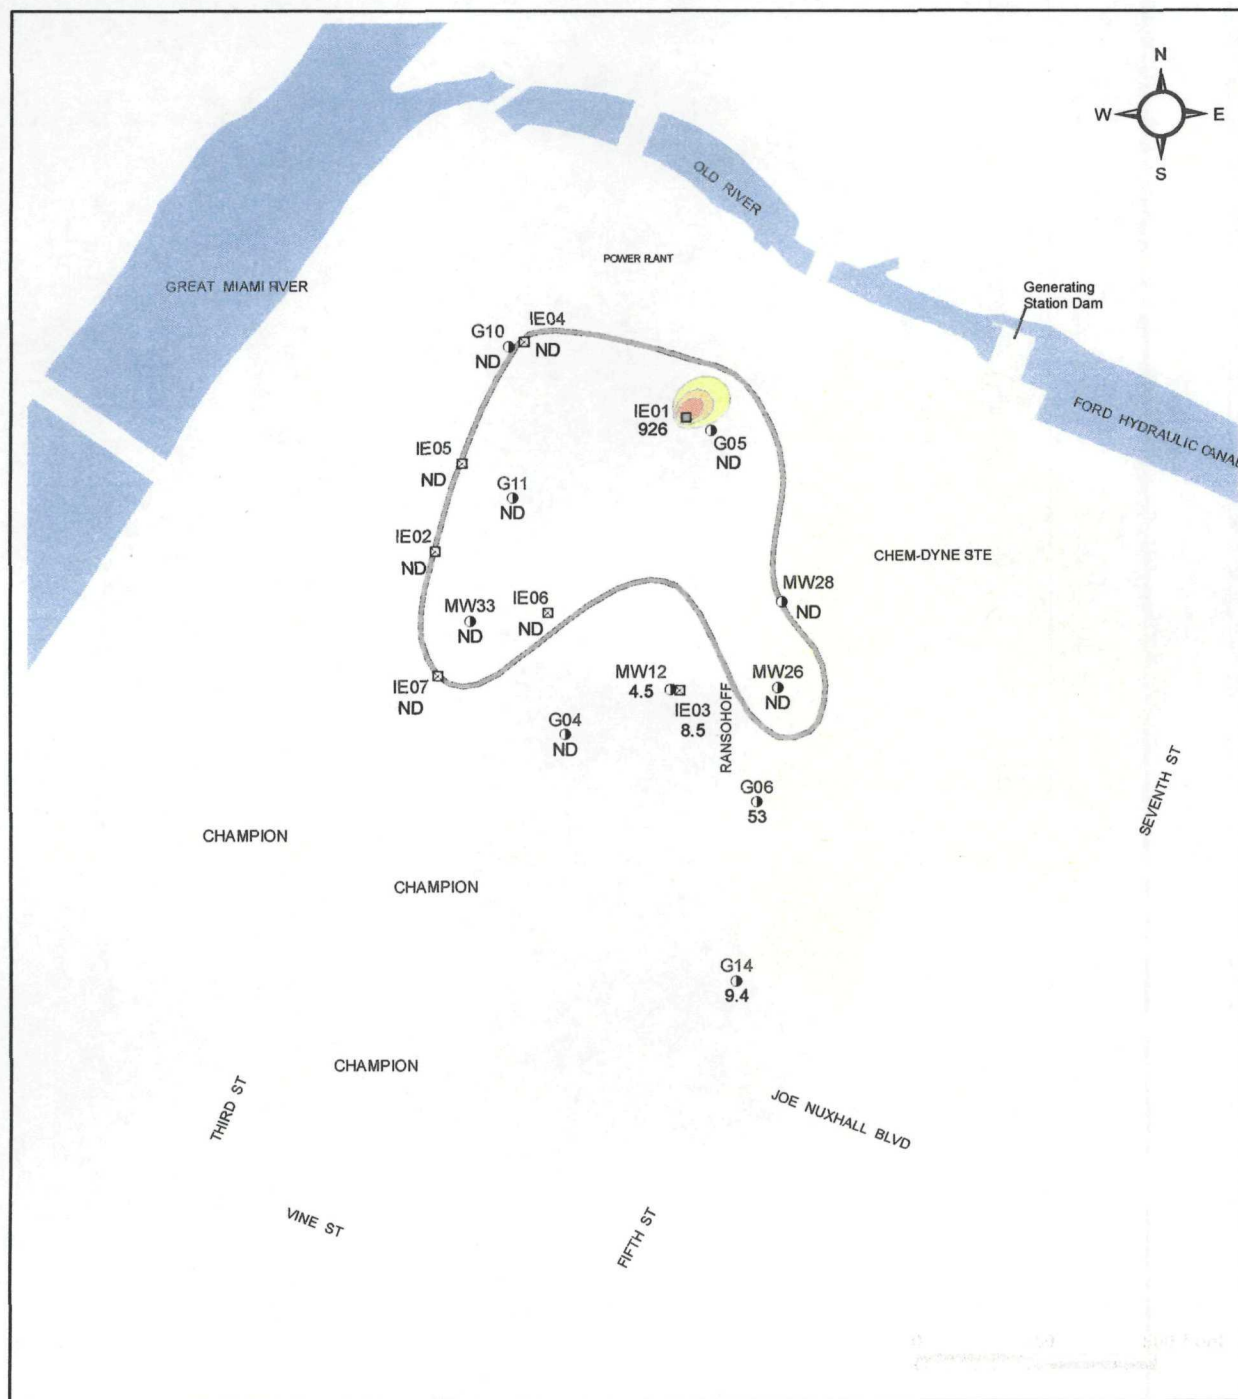 N
W E
S
OLD RIVER
POWER PLANT
GREAT MIAMI RIVER
Generating
Station Dam
FORD HYDRAULIC CANAL
IE04
ND
G10
ND
IE01
926
G05
ND
IE05
ND
G11
ND
IE02
ND
CHEM-DYNE SITE
MW28
ND
MW33
ND
IE06
ND
IE07
ND
MW12
4.5
IE03
8.5
MW26
ND
RANSOHOFF
G04
ND
G06
53
SEVENTH ST
CHAMPION
CHAMPION
G14
9.4
CHAMPION
THIRD ST
JOE NUXHALL BLVD
VINE ST
FIFTH ST